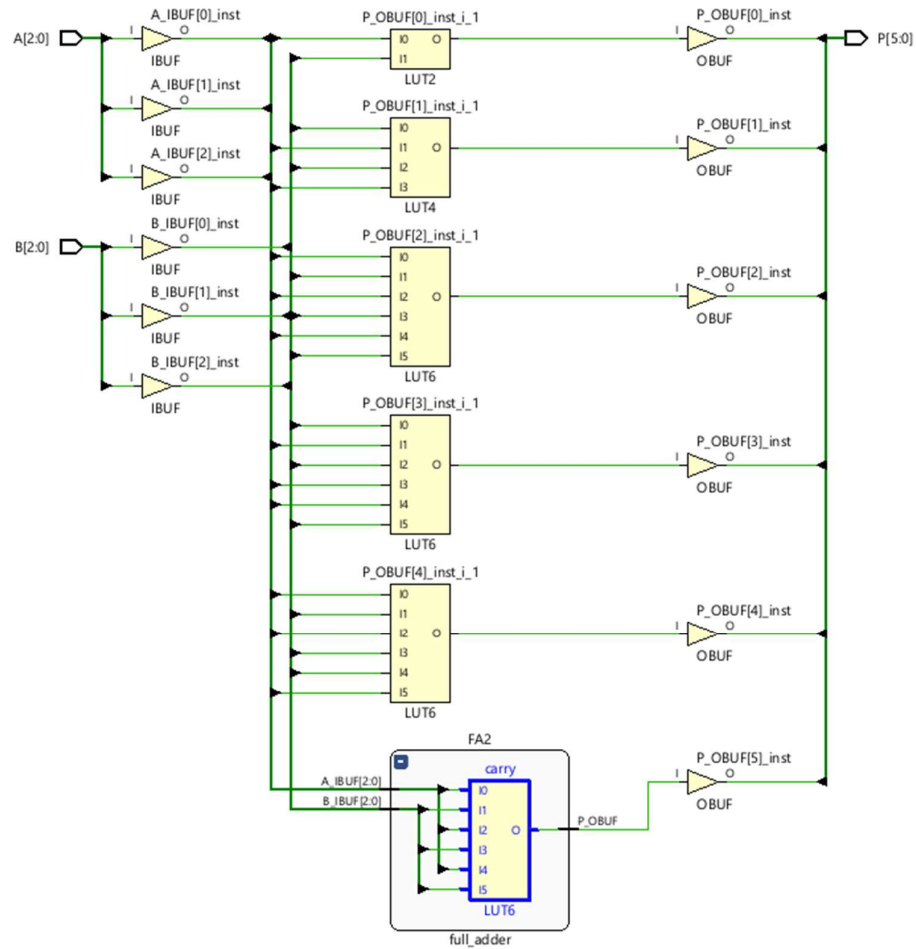 A[2:0]
A_IBUF[0]_inst
I
O
IBUF
A_IBUF[1]_inst
I
O
IBUF
A_IBUF[2]_inst
I
O
IBUF
B[2:0]
B_IBUF[0]_inst
I
O
IBUF
B_IBUF[1]_inst
I
O
IBUF
B_IBUF[2]_inst
I
O
IBUF
P_OBUF[0]_inst_i_1
I0
I1
O
LUT2
P_OBUF[1]_inst_i_1
I0
I1
I2
I3
O
LUT4
P_OBUF[2]_inst_i_1
I0
I1
I2
I3
I4
I5
O
LUT6
P_OBUF[3]_inst_i_1
I0
I1
I2
I3
I4
I5
O
LUT6
P_OBUF[4]_inst_i_1
I0
I1
I2
I3
I4
I5
O
LUT6
FA2
A_IBUF[2:0]
B_IBUF[2:0]
carry
I0
I1
I2
I3
I4
I5
O
LUT6
P_OBUF
full_adder
P_OBUF[0]_inst
I
O
OBUF
P_OBUF[1]_inst
I
O
OBUF
P_OBUF[2]_inst
I
O
OBUF
P_OBUF[3]_inst
I
O
OBUF
P_OBUF[4]_inst
I
O
OBUF
P_OBUF[5]_inst
I
O
OBUF
P[5:0]